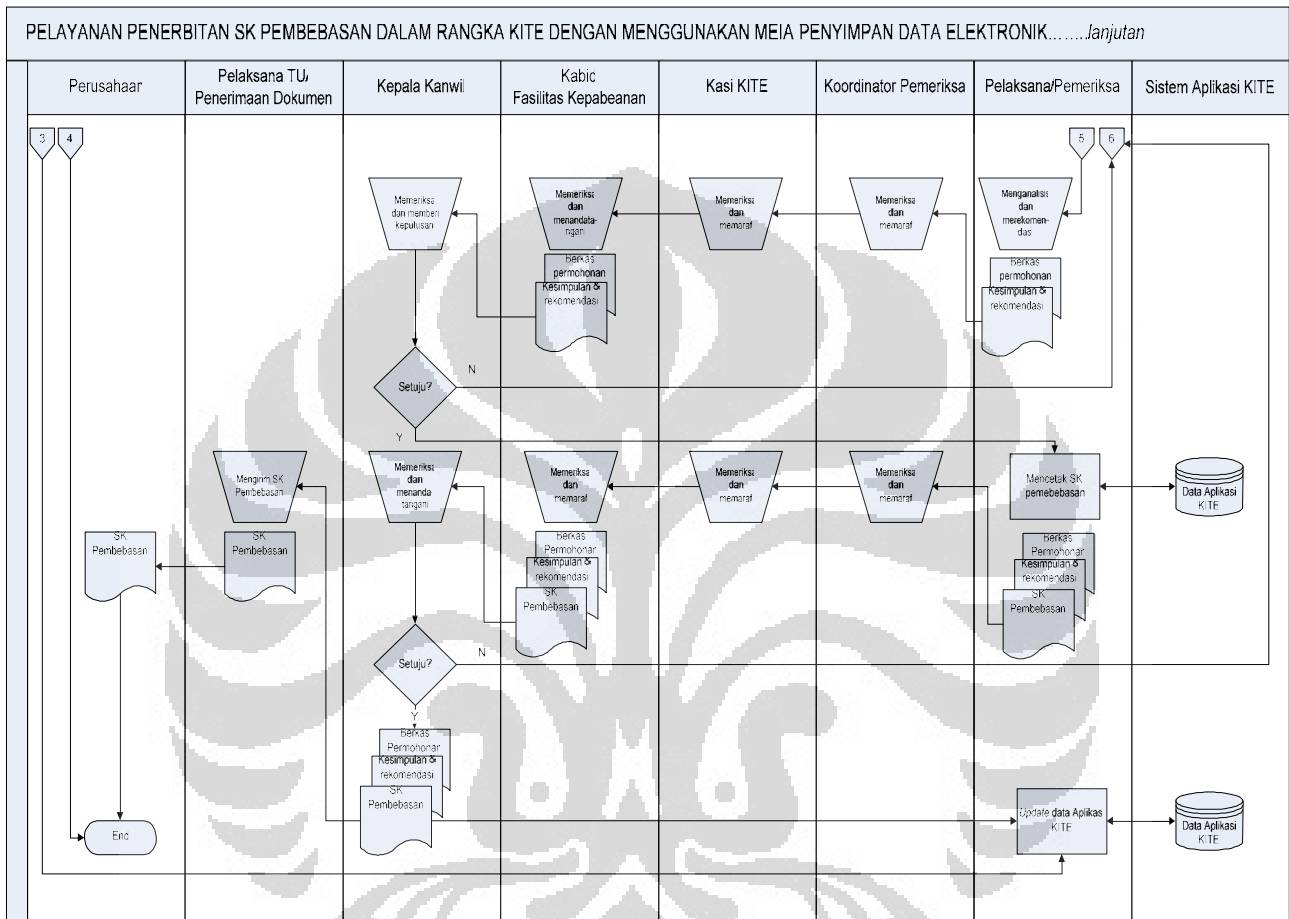 PELAYANAN PENERBITAN SK PEMBEBASAN DALAM RANGKA KITE DENGAN MENGGUNAKAN MEIA PENYIMPAN DATA ELEKTRONIK........lanjutan
Perusahaan
Pelaksana TU/
Penerimaan Dokumen
Kepala Kanwil
Kabic
Fasilitas Kepabeanan
Kasi KITE
Koordinator Pemeriksa
Pelaksana/Pemeriksa
Sistem Aplikasi KITE
3
4
5
6
Memeriksa
dan memberi
keputusan
Memeriksa
dan
menandata-
ngani
Memeriksa
dan
memaraf
Memeriksa
dan
memaraf
Menganalisis
dan
merekomen-
das
Berkas
permohonan
Kesimpulan &
rekomendasi
Berkas
permohonan
Kesimpulan &
rekomendasi
Setuju?
N
Y
Mengirim SK
Pembebasan
Memeriksa
dan
menanda
tangani
Memeriksa
dan
memaraf
Memeriksa
dan
memaraf
Memeriksa
dan
memaraf
Mencetak SK
pemebebasan
Data Aplikasi
KITE
SK
Pembebasan
SK
Pembebasan
Berkas
Permohonan
Kesimpulan &
rekomendasi
SK
Pembebasan
Berkas
Permohonan
Kesimpulan &
rekomendasi
SK
Pembebasan
Setuju?
N
Y
Berkas
Permohonan
Kesimpulan &
rekomendasi
SK
Pembebasan
End
Update data Aplikas
KITE
Data Aplikasi
KITE